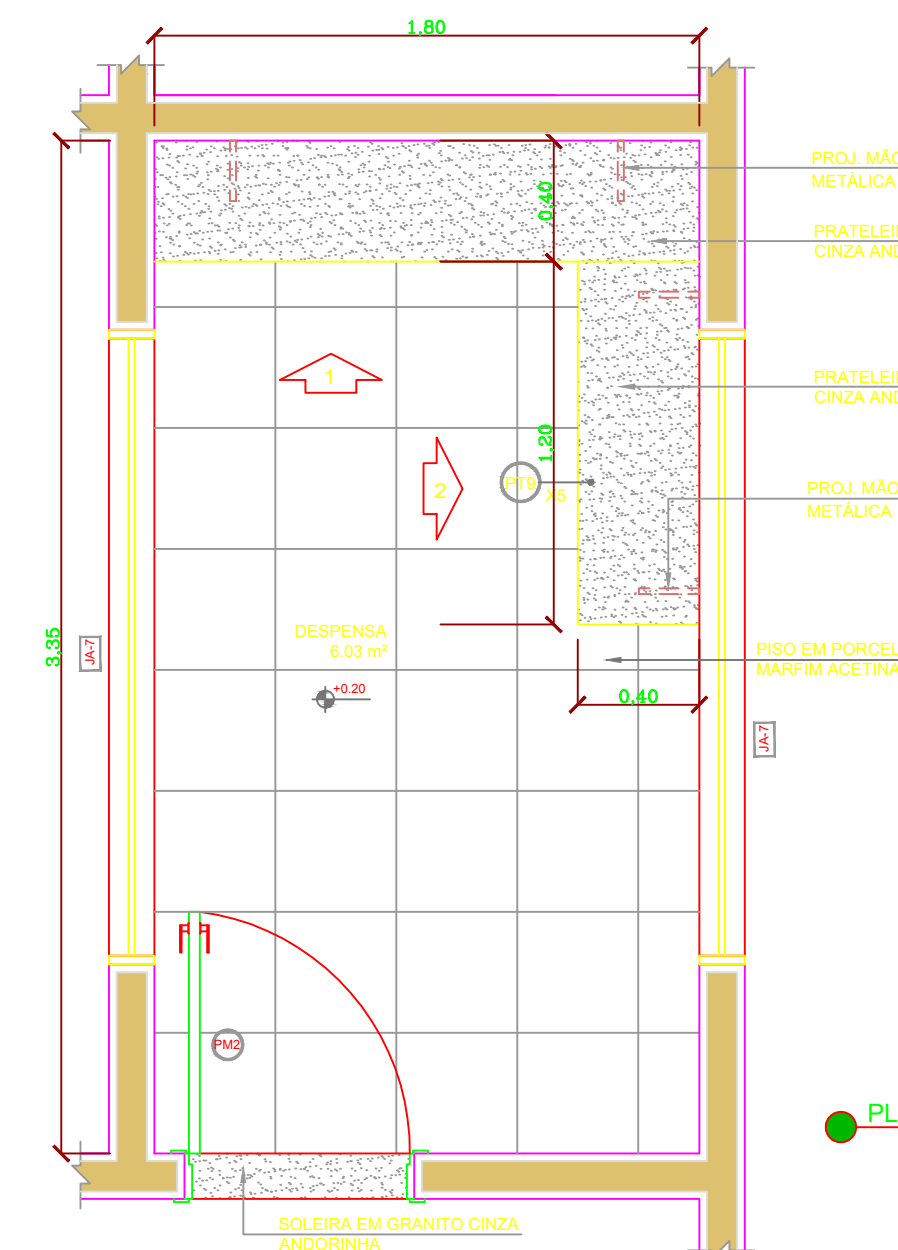 1,80
PROJ. MÃO
METÁLICA
0,40
PRATELEI
CINZA AND
1
PRATELEI
CINZA AND
1,20
2
PT9
X5
PROJ. MÃO
METÁLICA
DESPENSA
6.03 m²
3,35
JA-7
PISO EM PORCEL
MARFIM ACETINA
+0.20
0,40
JA-7
PM2
PL
SOLEIRA EM GRANITO CINZA
ANDORINHA